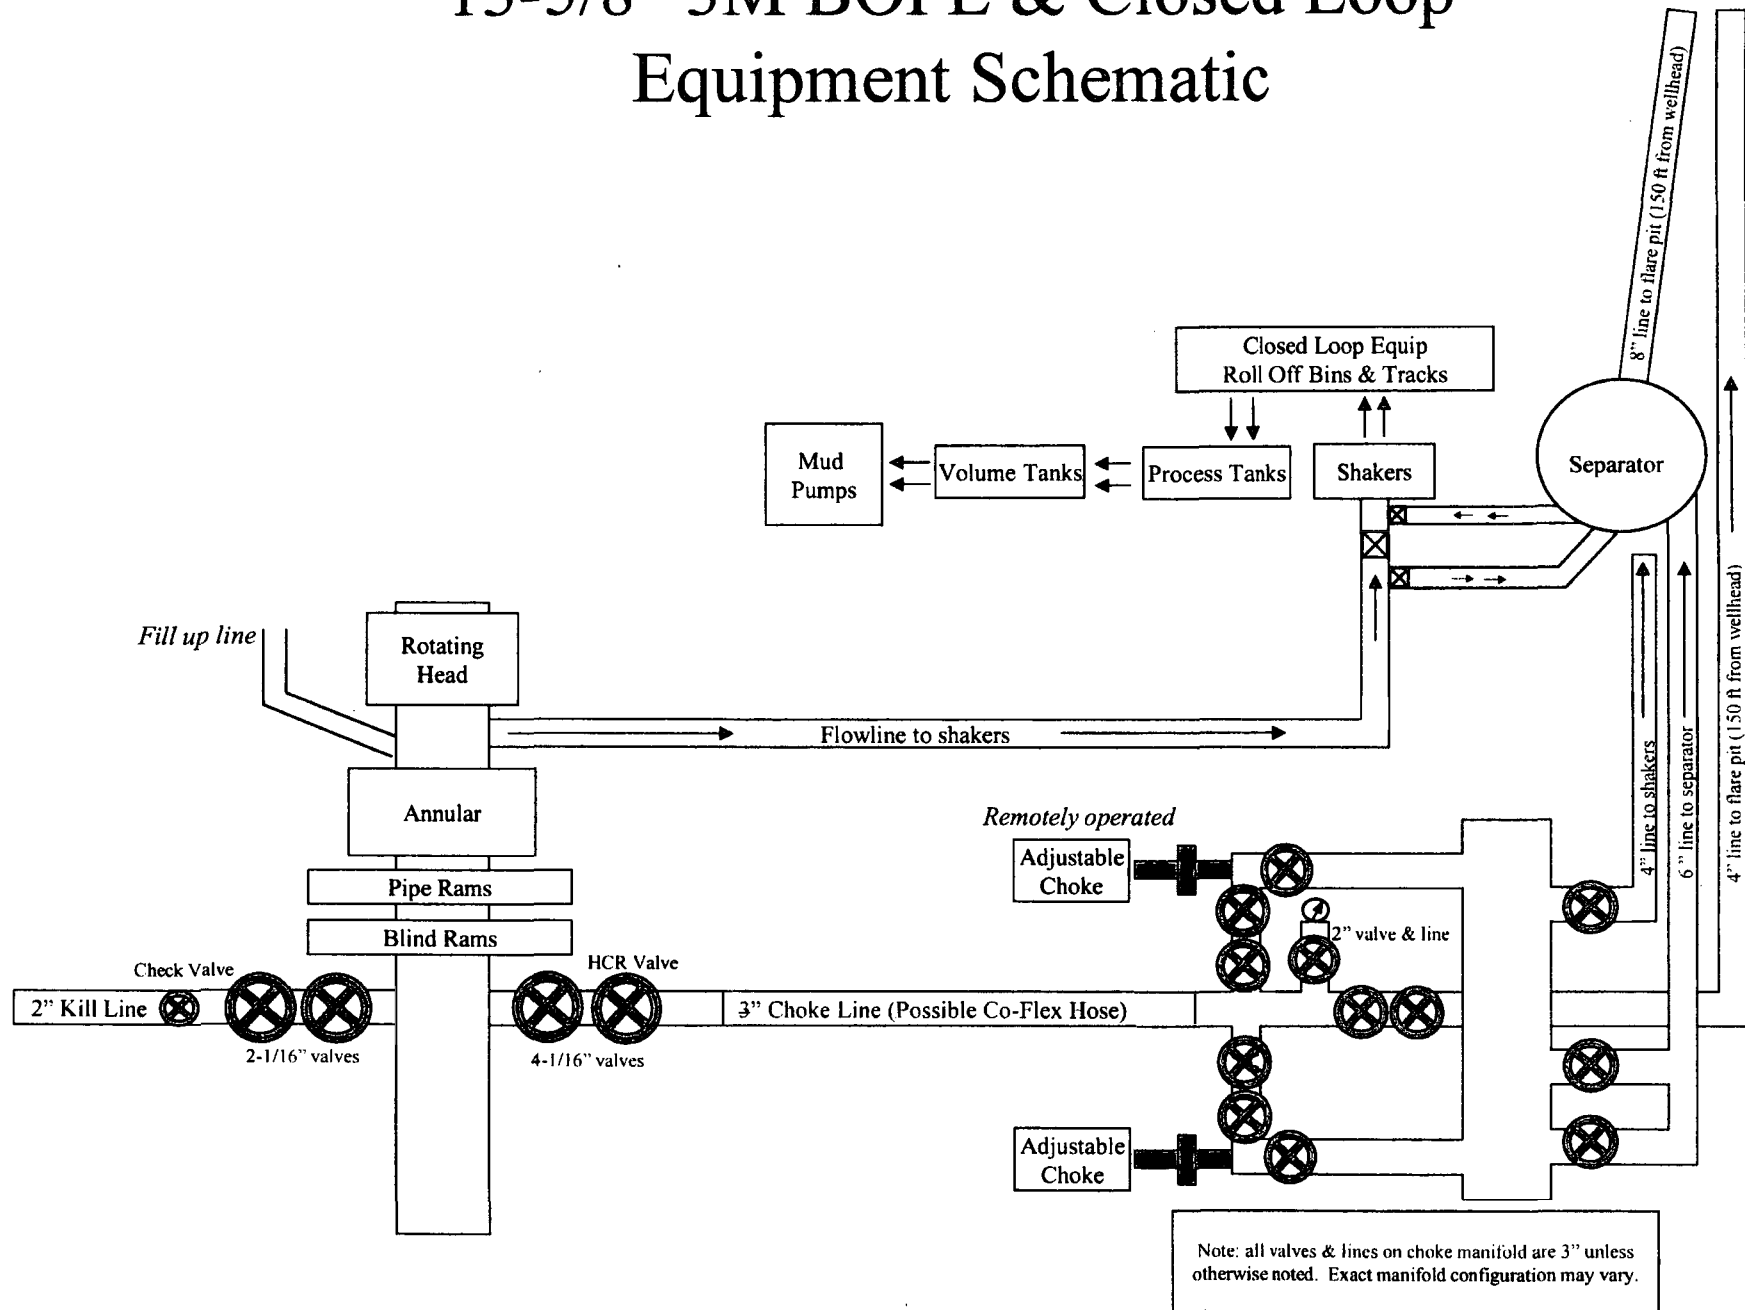 13-5/8" 3M BOPE & Closed Loop
Equipment Schematic
8" line to flare pit (150 ft from wellhead)
Closed Loop Equip
Roll Off Bins & Tracks
Mud
Pumps
Volume Tanks
Process Tanks
Shakers
Separator
Fill up line
Rotating
Head
Flowline to shakers
Annular
Pipe Rams
Blind Rams
Remotely operated
Adjustable
Choke
2" valve & line
4" line to shakers
6" line to separator
4" line to flare pit (150 ft from wellhead)
Check Valve
HCR Valve
2" Kill Line
3" Choke Line (Possible Co-Flex Hose)
2-1/16" valves
4-1/16" valves
Adjustable
Choke
Note: all valves & lines on choke manifold are 3" unless
otherwise noted. Exact manifold configuration may vary.